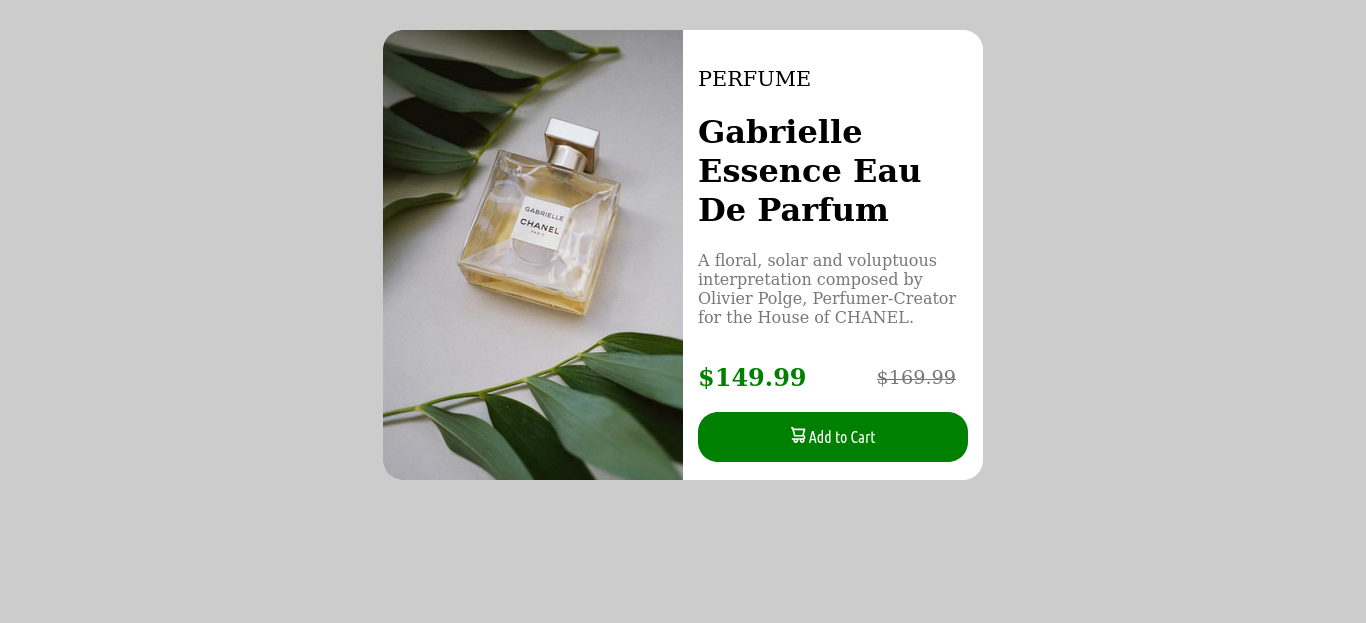 GABRIELLE
CHANEL
PARIS
PERFUME
Gabrielle
Essence Eau
De Parfum
A floral, solar and voluptuous
interpretation composed by
Olivier Polge, Perfumer-Creator
for the House of CHANEL.
$149.99 $169.99
Add to Cart